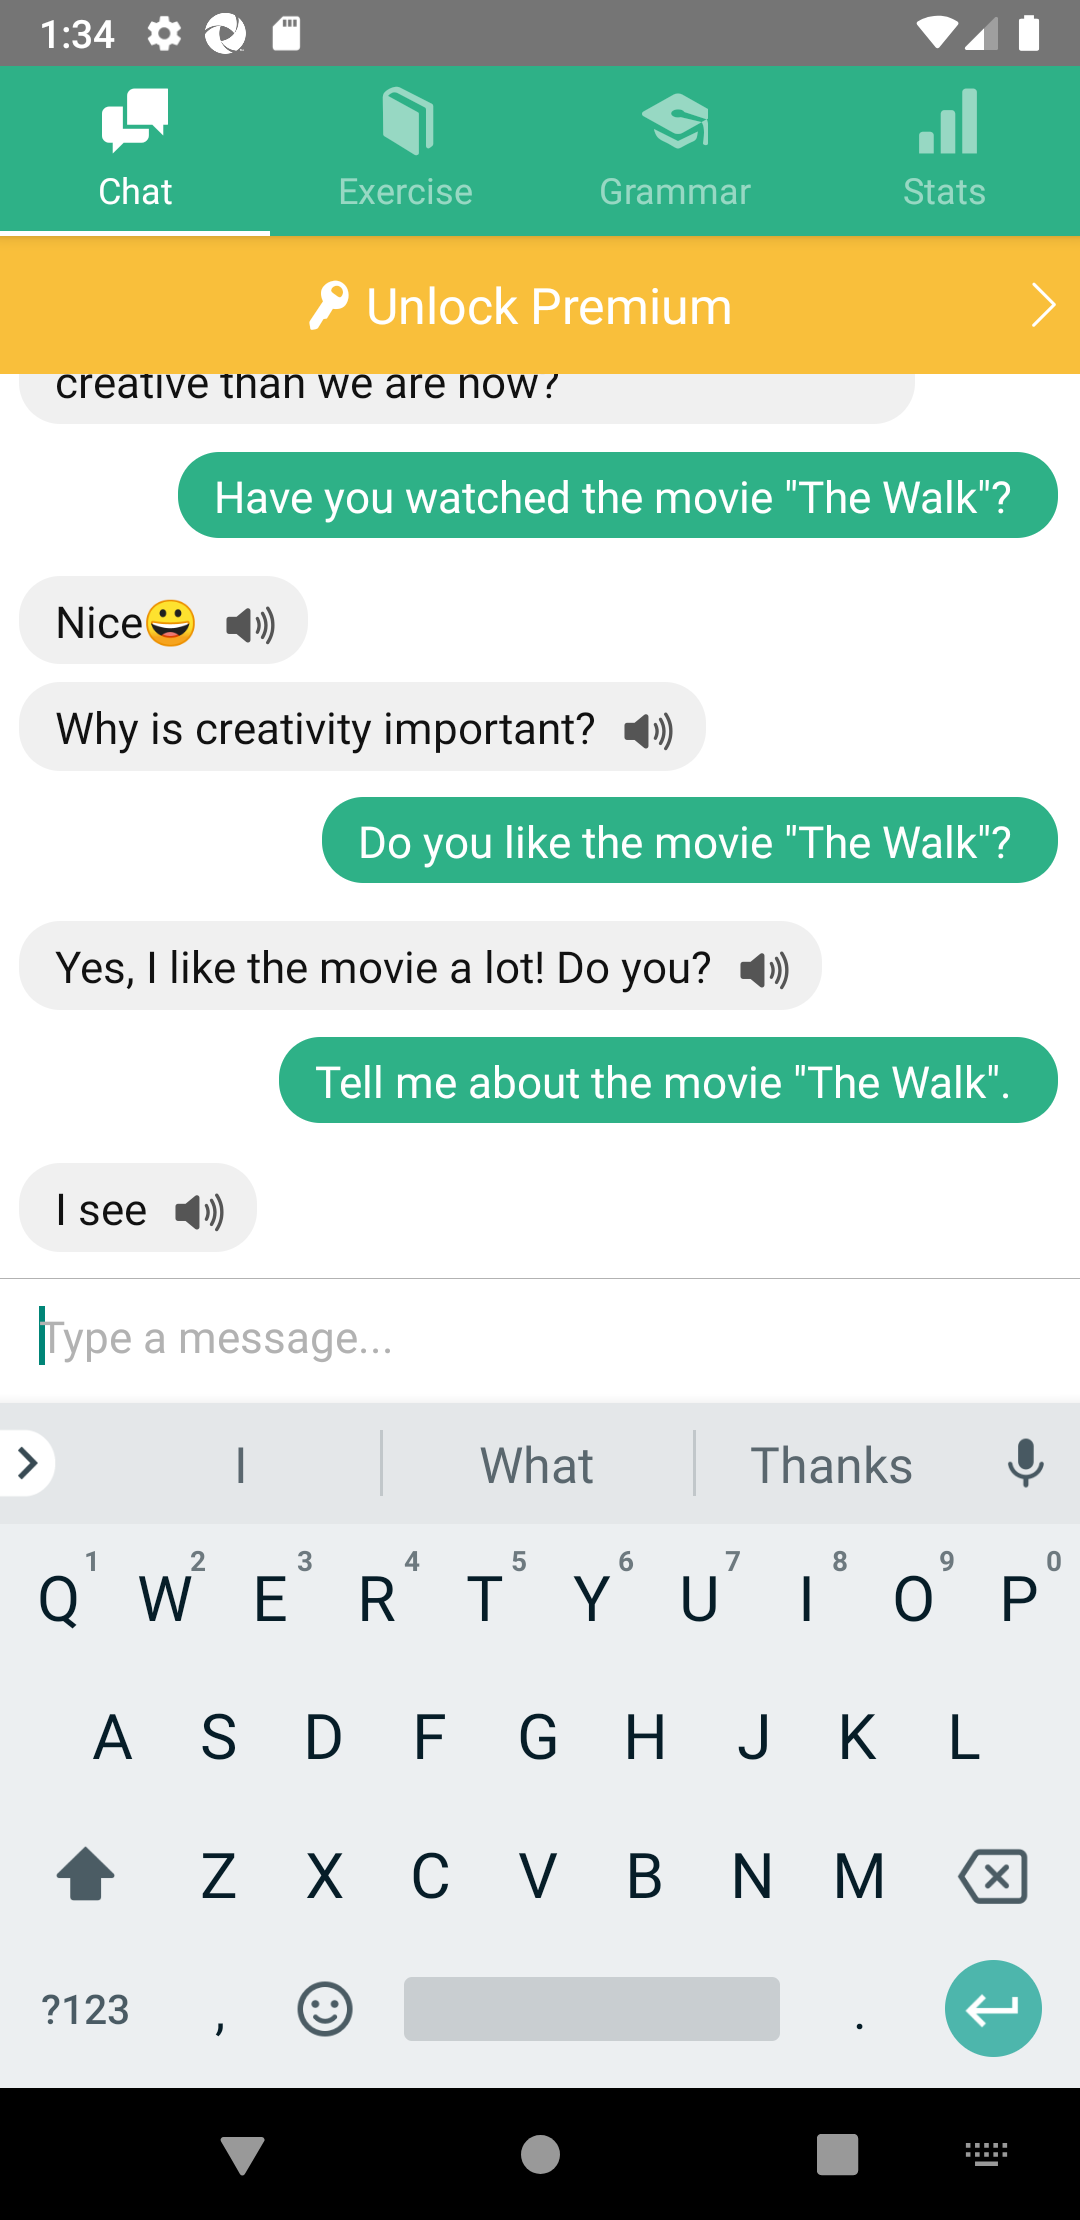 1:34
Chat
Exercise
Grammar
Stats
Unlock Premium
creative than we are now?
Have you watched the movie "The Walk"?
Nice😀
Why is creativity important?
Do you like the movie "The Walk"?
Yes, I like the movie a lot! Do you?
Tell me about the movie "The Walk".
I see
Type a message...
I What Thanks
Q 1 W 2 E 3 R 4 T 5 Y 6 U 7 I 8 O 9 P 0
A S D F G H J K L
Z X C V B N M
?123 , .